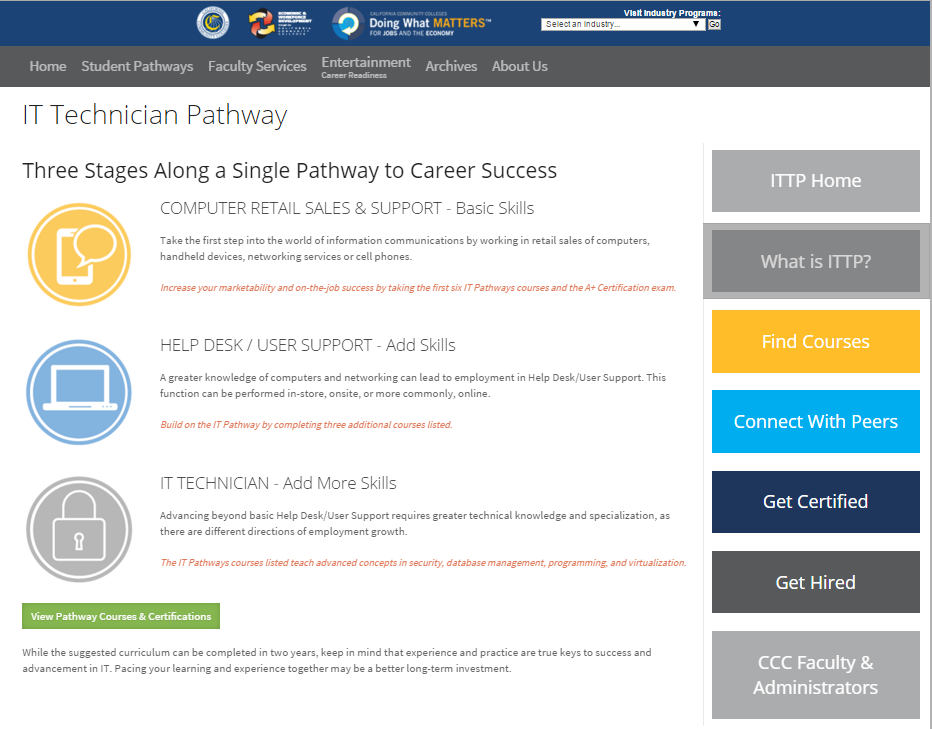 ECONOMIC &
WORKFORCE
DEVELOPMENT
CALIFORNIA COMMUNITY COLLEGES
Doing What MATTERS™
FOR JOBS AND THE ECONOMY
Visit Industry Programs:
Select an Industry... Go
Home Student Pathways Faculty Services Entertainment Archives About Us
Career Readiness
IT Technician Pathway
Three Stages Along a Single Pathway to Career Success
COMPUTER RETAIL SALES & SUPPORT - Basic Skills
Take the first step into the world of information communications by working in retail sales of computers,
handheld devices, networking services or cell phones.
Increase your marketability and on-the-job success by taking the first six IT Pathways courses and the A+ Certification exam.
HELP DESK / USER SUPPORT - Add Skills
A greater knowledge of computers and networking can lead to employment in Help Desk/User Support. This
function can be performed in-store, onsite, or more commonly, online.
Build on the IT Pathway by completing three additional courses listed.
IT TECHNICIAN - Add More Skills
Advancing beyond basic Help Desk/User Support requires greater technical knowledge and specialization, as
there are different directions of employment growth.
The IT Pathways courses listed teach advanced concepts in security, database management, programming, and virtualization.
View Pathway Courses & Certifications
While the suggested curriculum can be completed in two years, keep in mind that experience and practice are true keys to success and
advancement in IT. Pacing your learning and experience together may be a better long-term investment.
ITTP Home
What is ITTP?
Find Courses
Connect With Peers
Get Certified
Get Hired
CCC Faculty &
Administrators